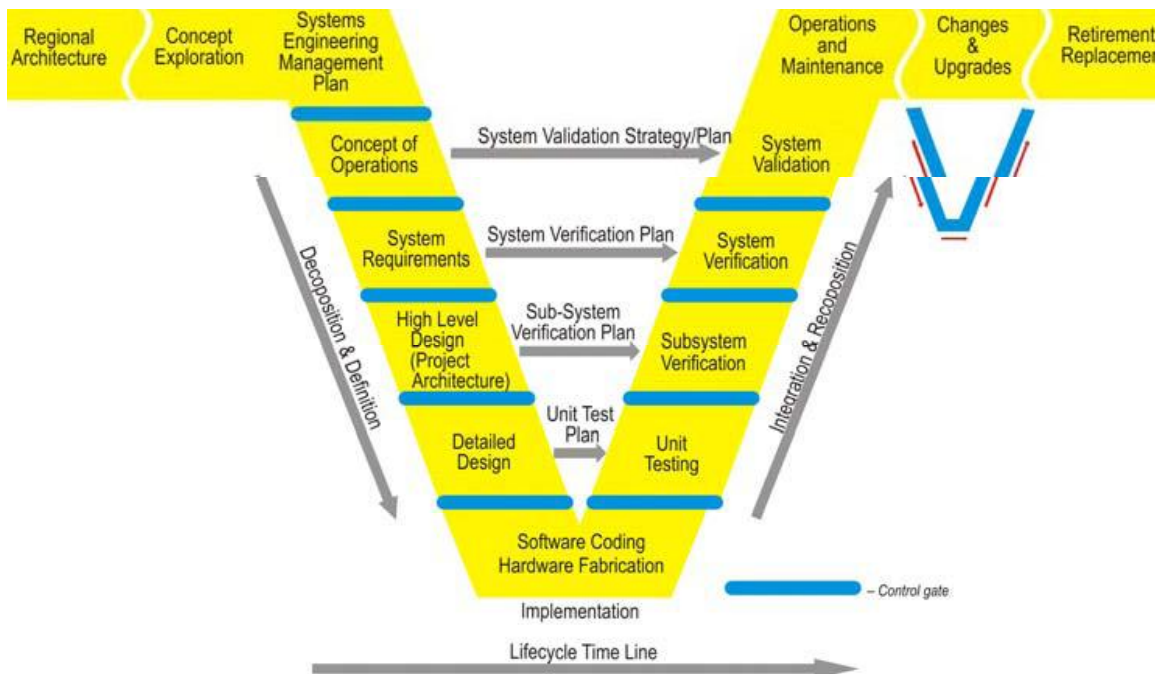 Regional
Architecture
Concept
Exploration
Systems
Engineering
Management
Plan
Operations
and
Maintenance
Changes
&
Upgrades
Retirement
Replacemen
Concept of
Operations
System Validation Strategy/Plan
System
Validation
System
Requirements
System Verification Plan
System
Verification
High Level
Design
(Project
Architecture)
Sub-System
Verification Plan
Subsystem
Verification
Detailed
Design
Unit Test
Plan
Unit
Testing
Decoposition & Definition
Integration & Recoposition
Software Coding
Hardware Fabrication
Implementation
– Control gate
Lifecycle Time Line